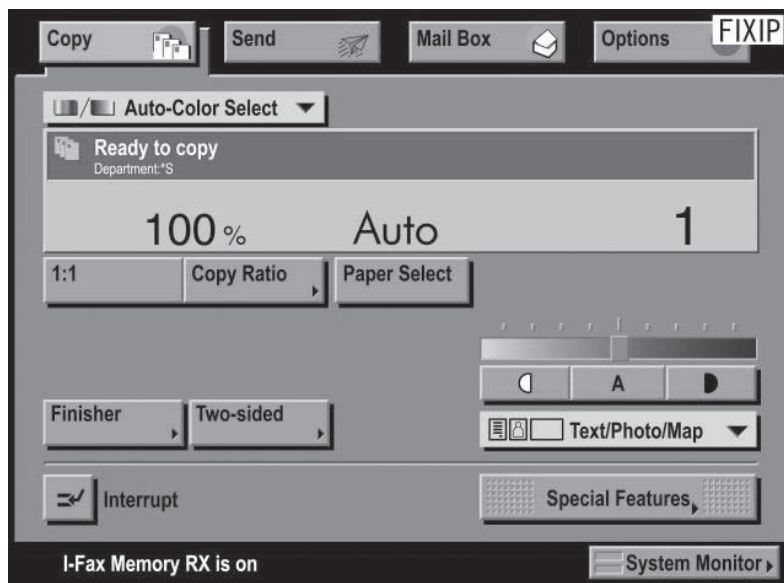 Copy
Send
Mail Box
Options
FIXIP
Auto-Color Select
Ready to copy
Department:*S
100 % Auto 1
1:1
Copy Ratio
Paper Select
A
Finisher
Two-sided
Text/Photo/Map
Interrupt
Special Features
I-Fax Memory RX is on
System Monitor